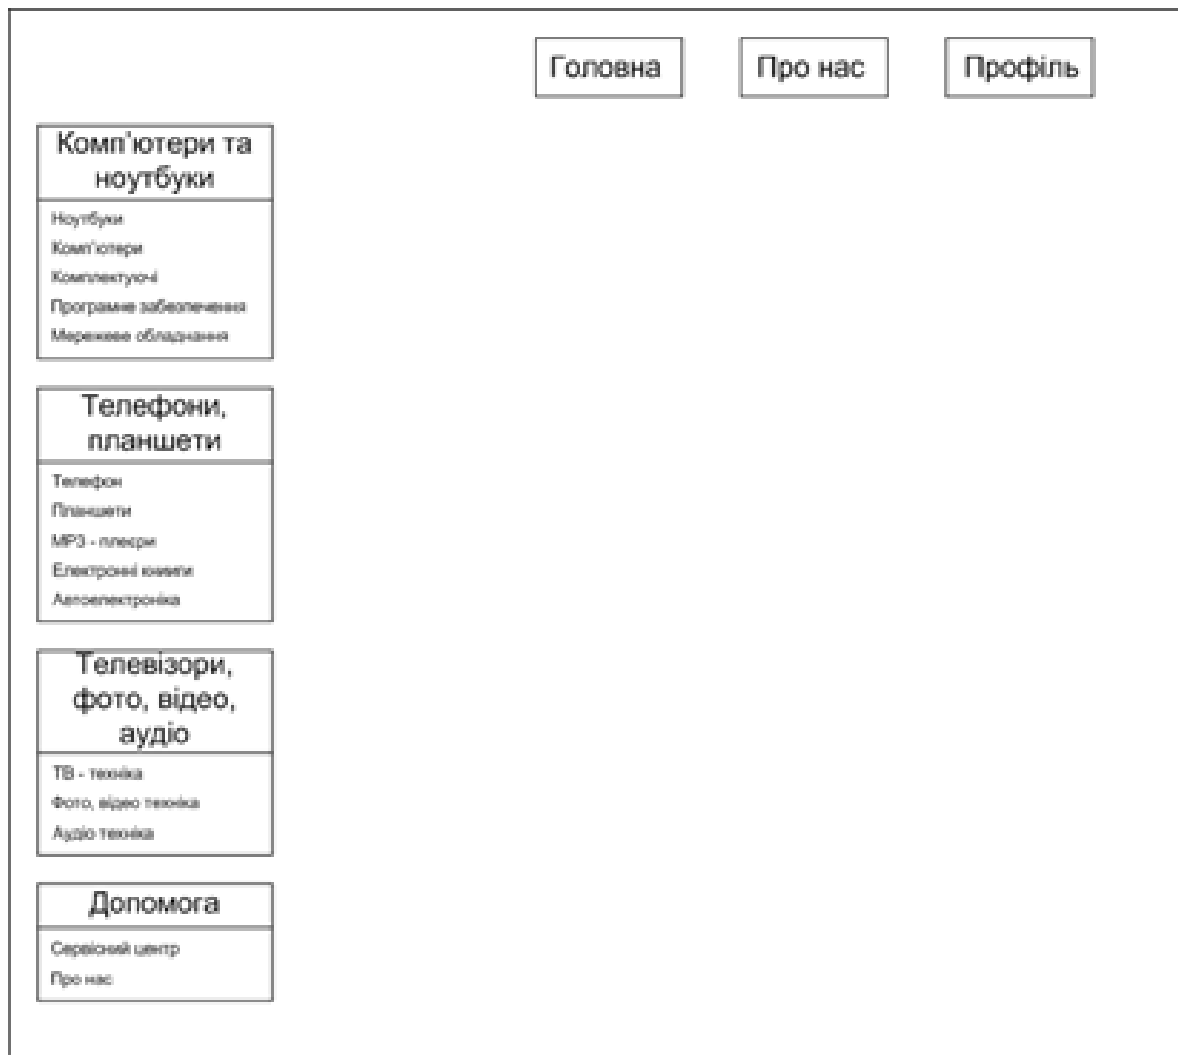 Головна
Про нас
Профіль
Комп'ютери та
ноутбуки
Ноутбуки
Комп'ютери
Комплектуючі
Програмне забезпечення
Мережеве обладнання
Телефони,
планшети
Телефон
Планшети
МР3 - плеєри
Електронні книги
Автоелектроніка
Телевізори,
фото, відео,
аудіо
ТВ - техніка
Фото, відео техніка
Аудіо техніка
Допомога
Сервісний центр
Про нас